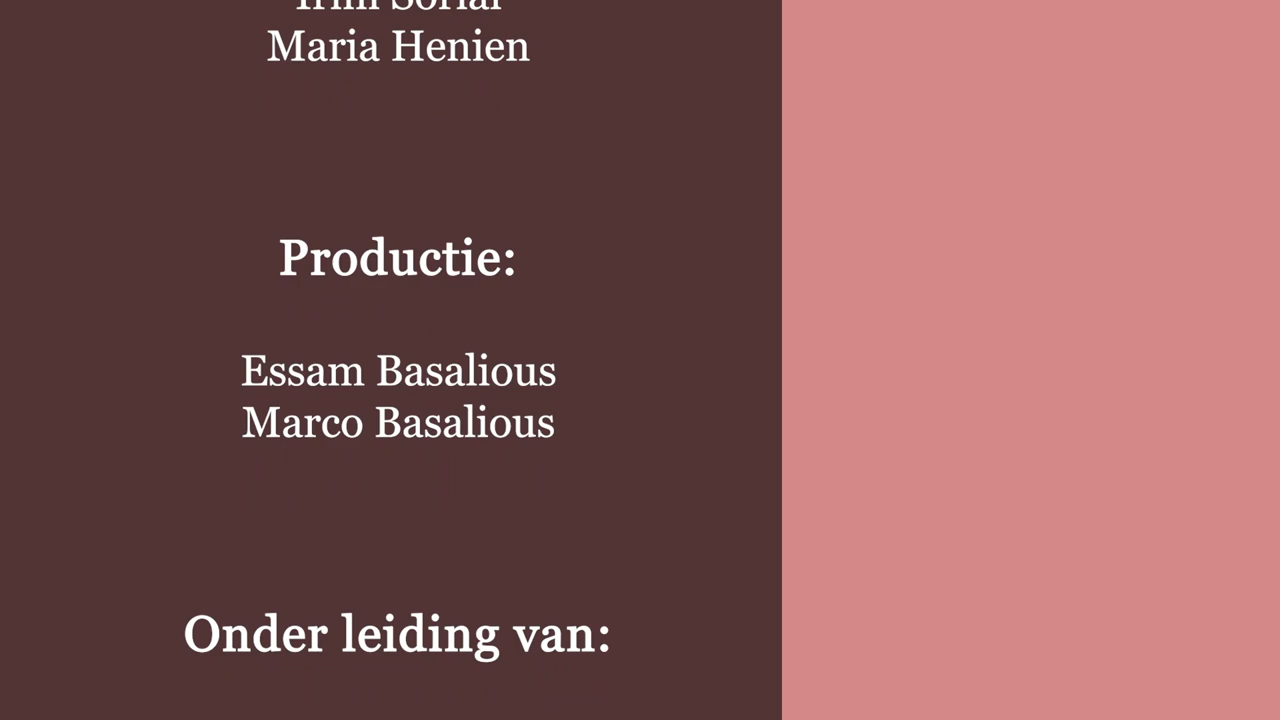 Maria Henien
Productie:
Essam Basalious
Marco Basalious
Onder leiding van: